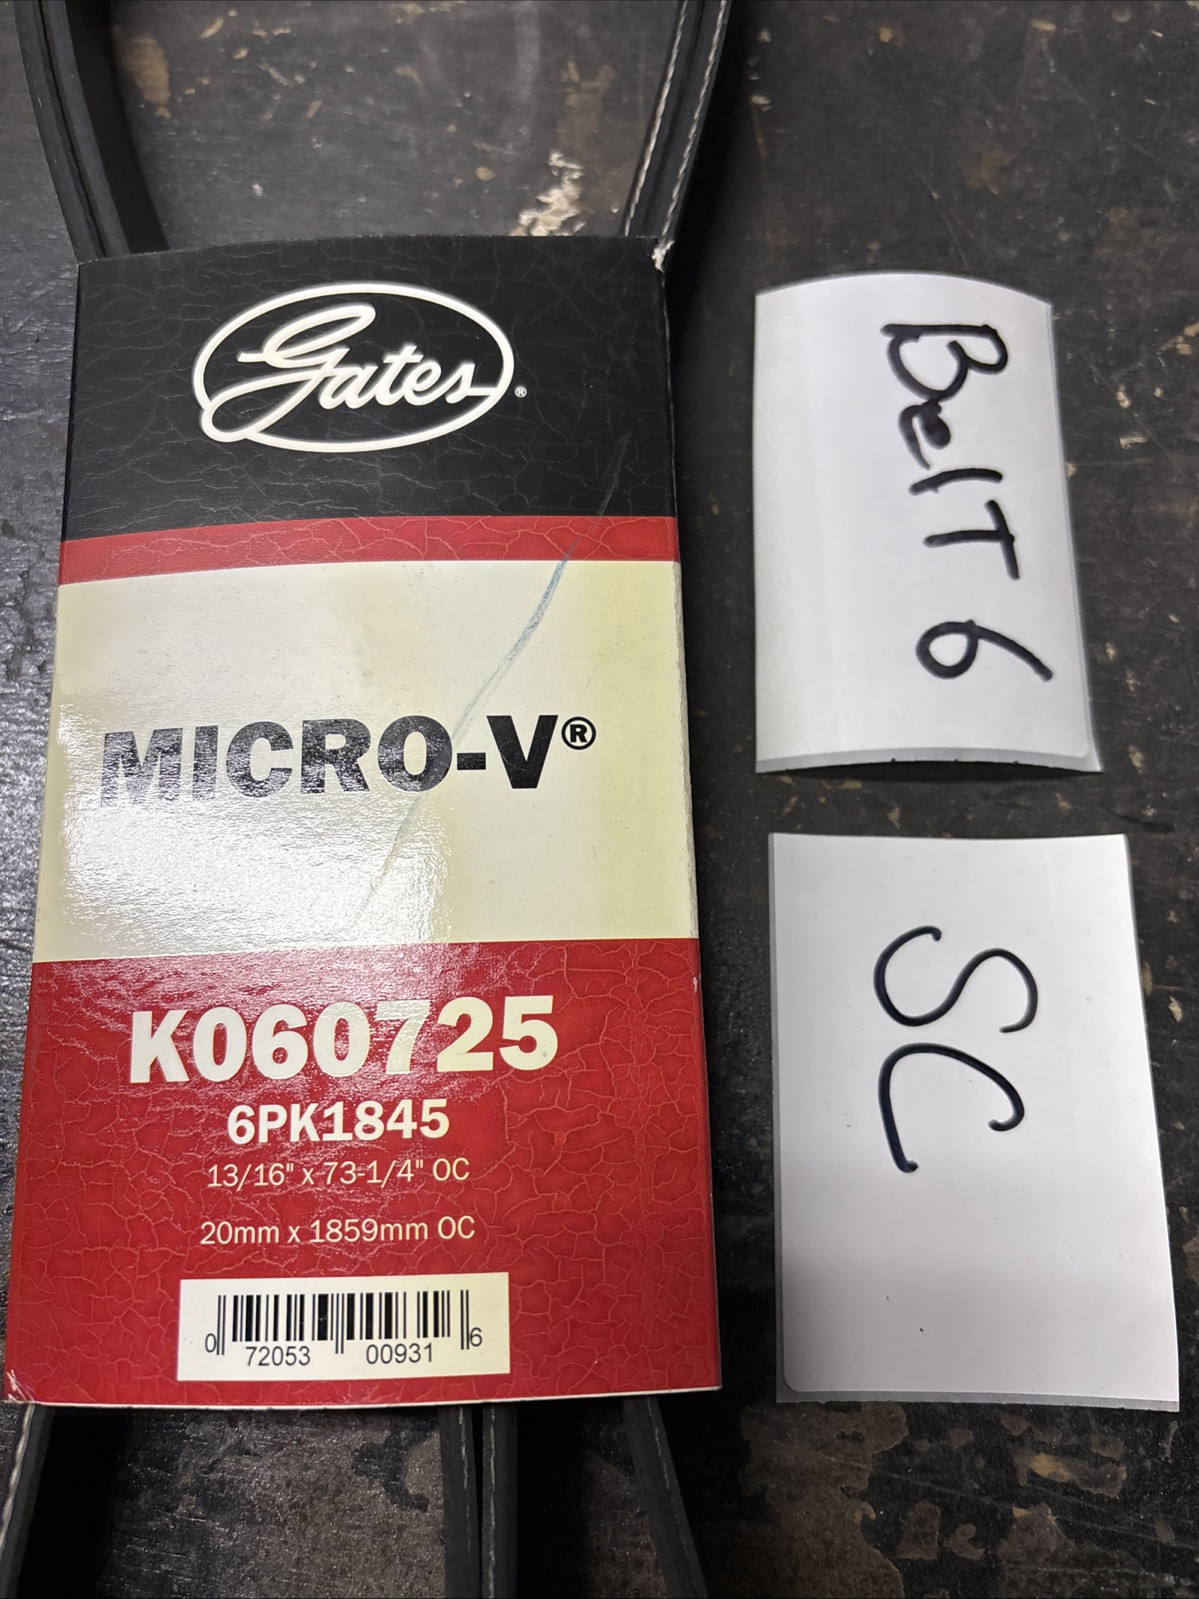 Gates®
MICRO-V®
K060725
6PK1845
13/16" x 73-1/4" OC
20mm x 1859mm OC
0 72053 00931 6
BelT 6
SC